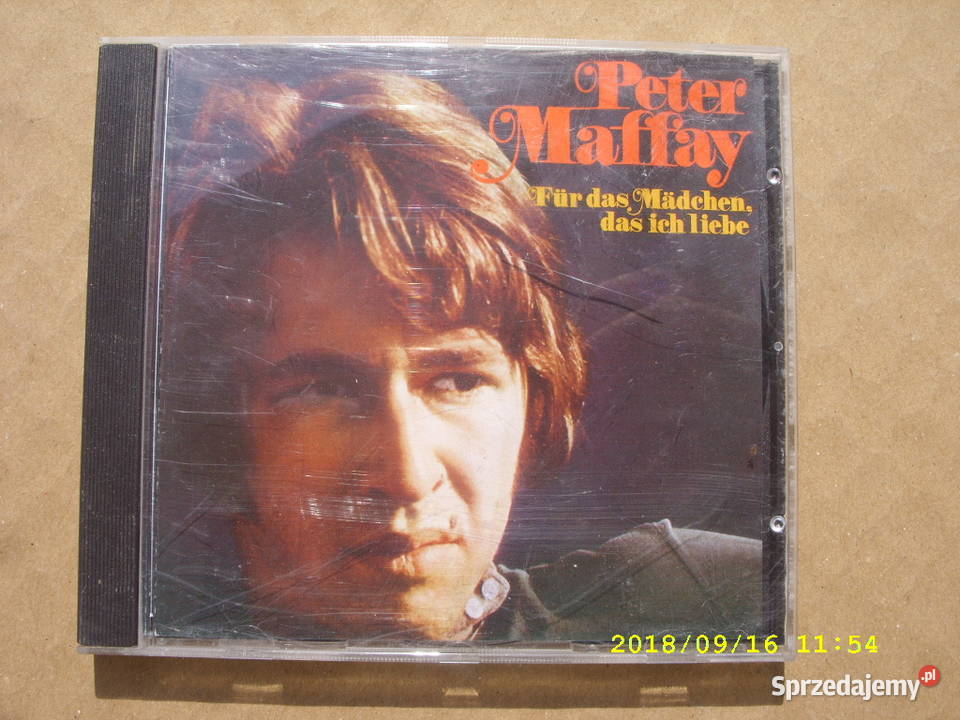 Peter
Maffay
Für das Mädchen,
das ich liebe
2018/09/16 11:54
Sprzedajemy.pl